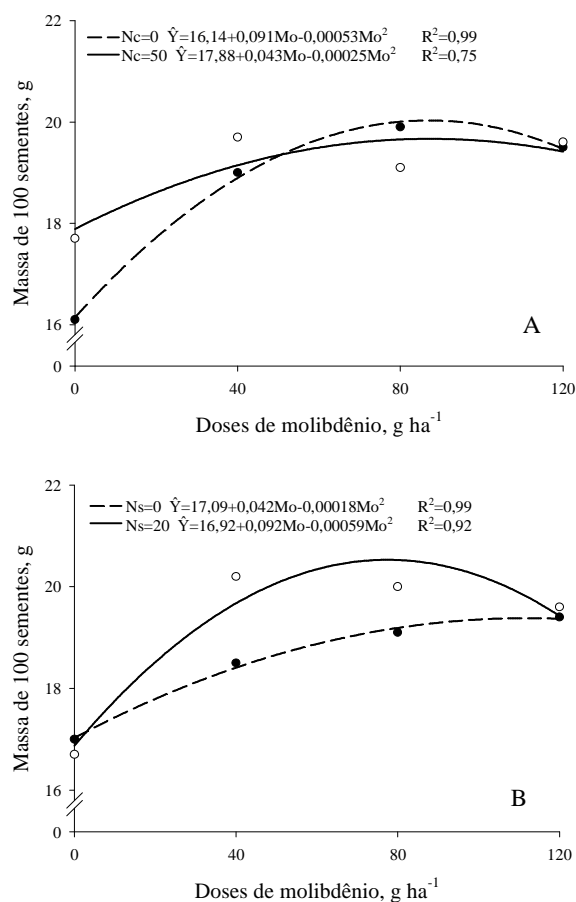 22
Nc=0 Ŷ=16,14+0,091Mo-0,00053Mo² R²=0,99
Nc=50 Ŷ=17,88+0,043Mo-0,00025Mo² R²=0,75
20
18
16
0
Massa de 100 sementes, g
A
0 40 80 120
Doses de molibdênio, g ha⁻¹
22
Ns=0 Ŷ=17,09+0,042Mo-0,00018Mo² R²=0,99
Ns=20 Ŷ=16,92+0,092Mo-0,00059Mo² R²=0,92
20
18
16
0
Massa de 100 sementes, g
B
0 40 80 120
Doses de molibdênio, g ha⁻¹